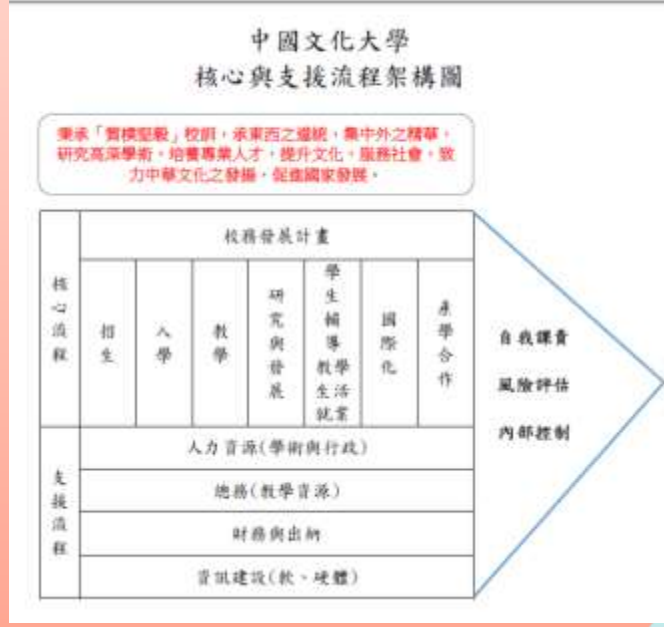 中國文化大學
核心與支援流程架構圖
秉承「質樸堅毅」校訓，承東西之道統，集中外之精華，
研究高深學術，培養專業人才，提升文化，服務社會，致
力中華文化之發揚，促進國家發展。
核心流程
校務發展計畫
招生
入學
教學
研究與發展
學生輔導
教學
生活
就業
國際化
產學合作
自我課責
風險評估
內部控制
支援流程
人力資源(學術與行政)
總務(教學資源)
財務與出納
資訊建設(軟、硬體)